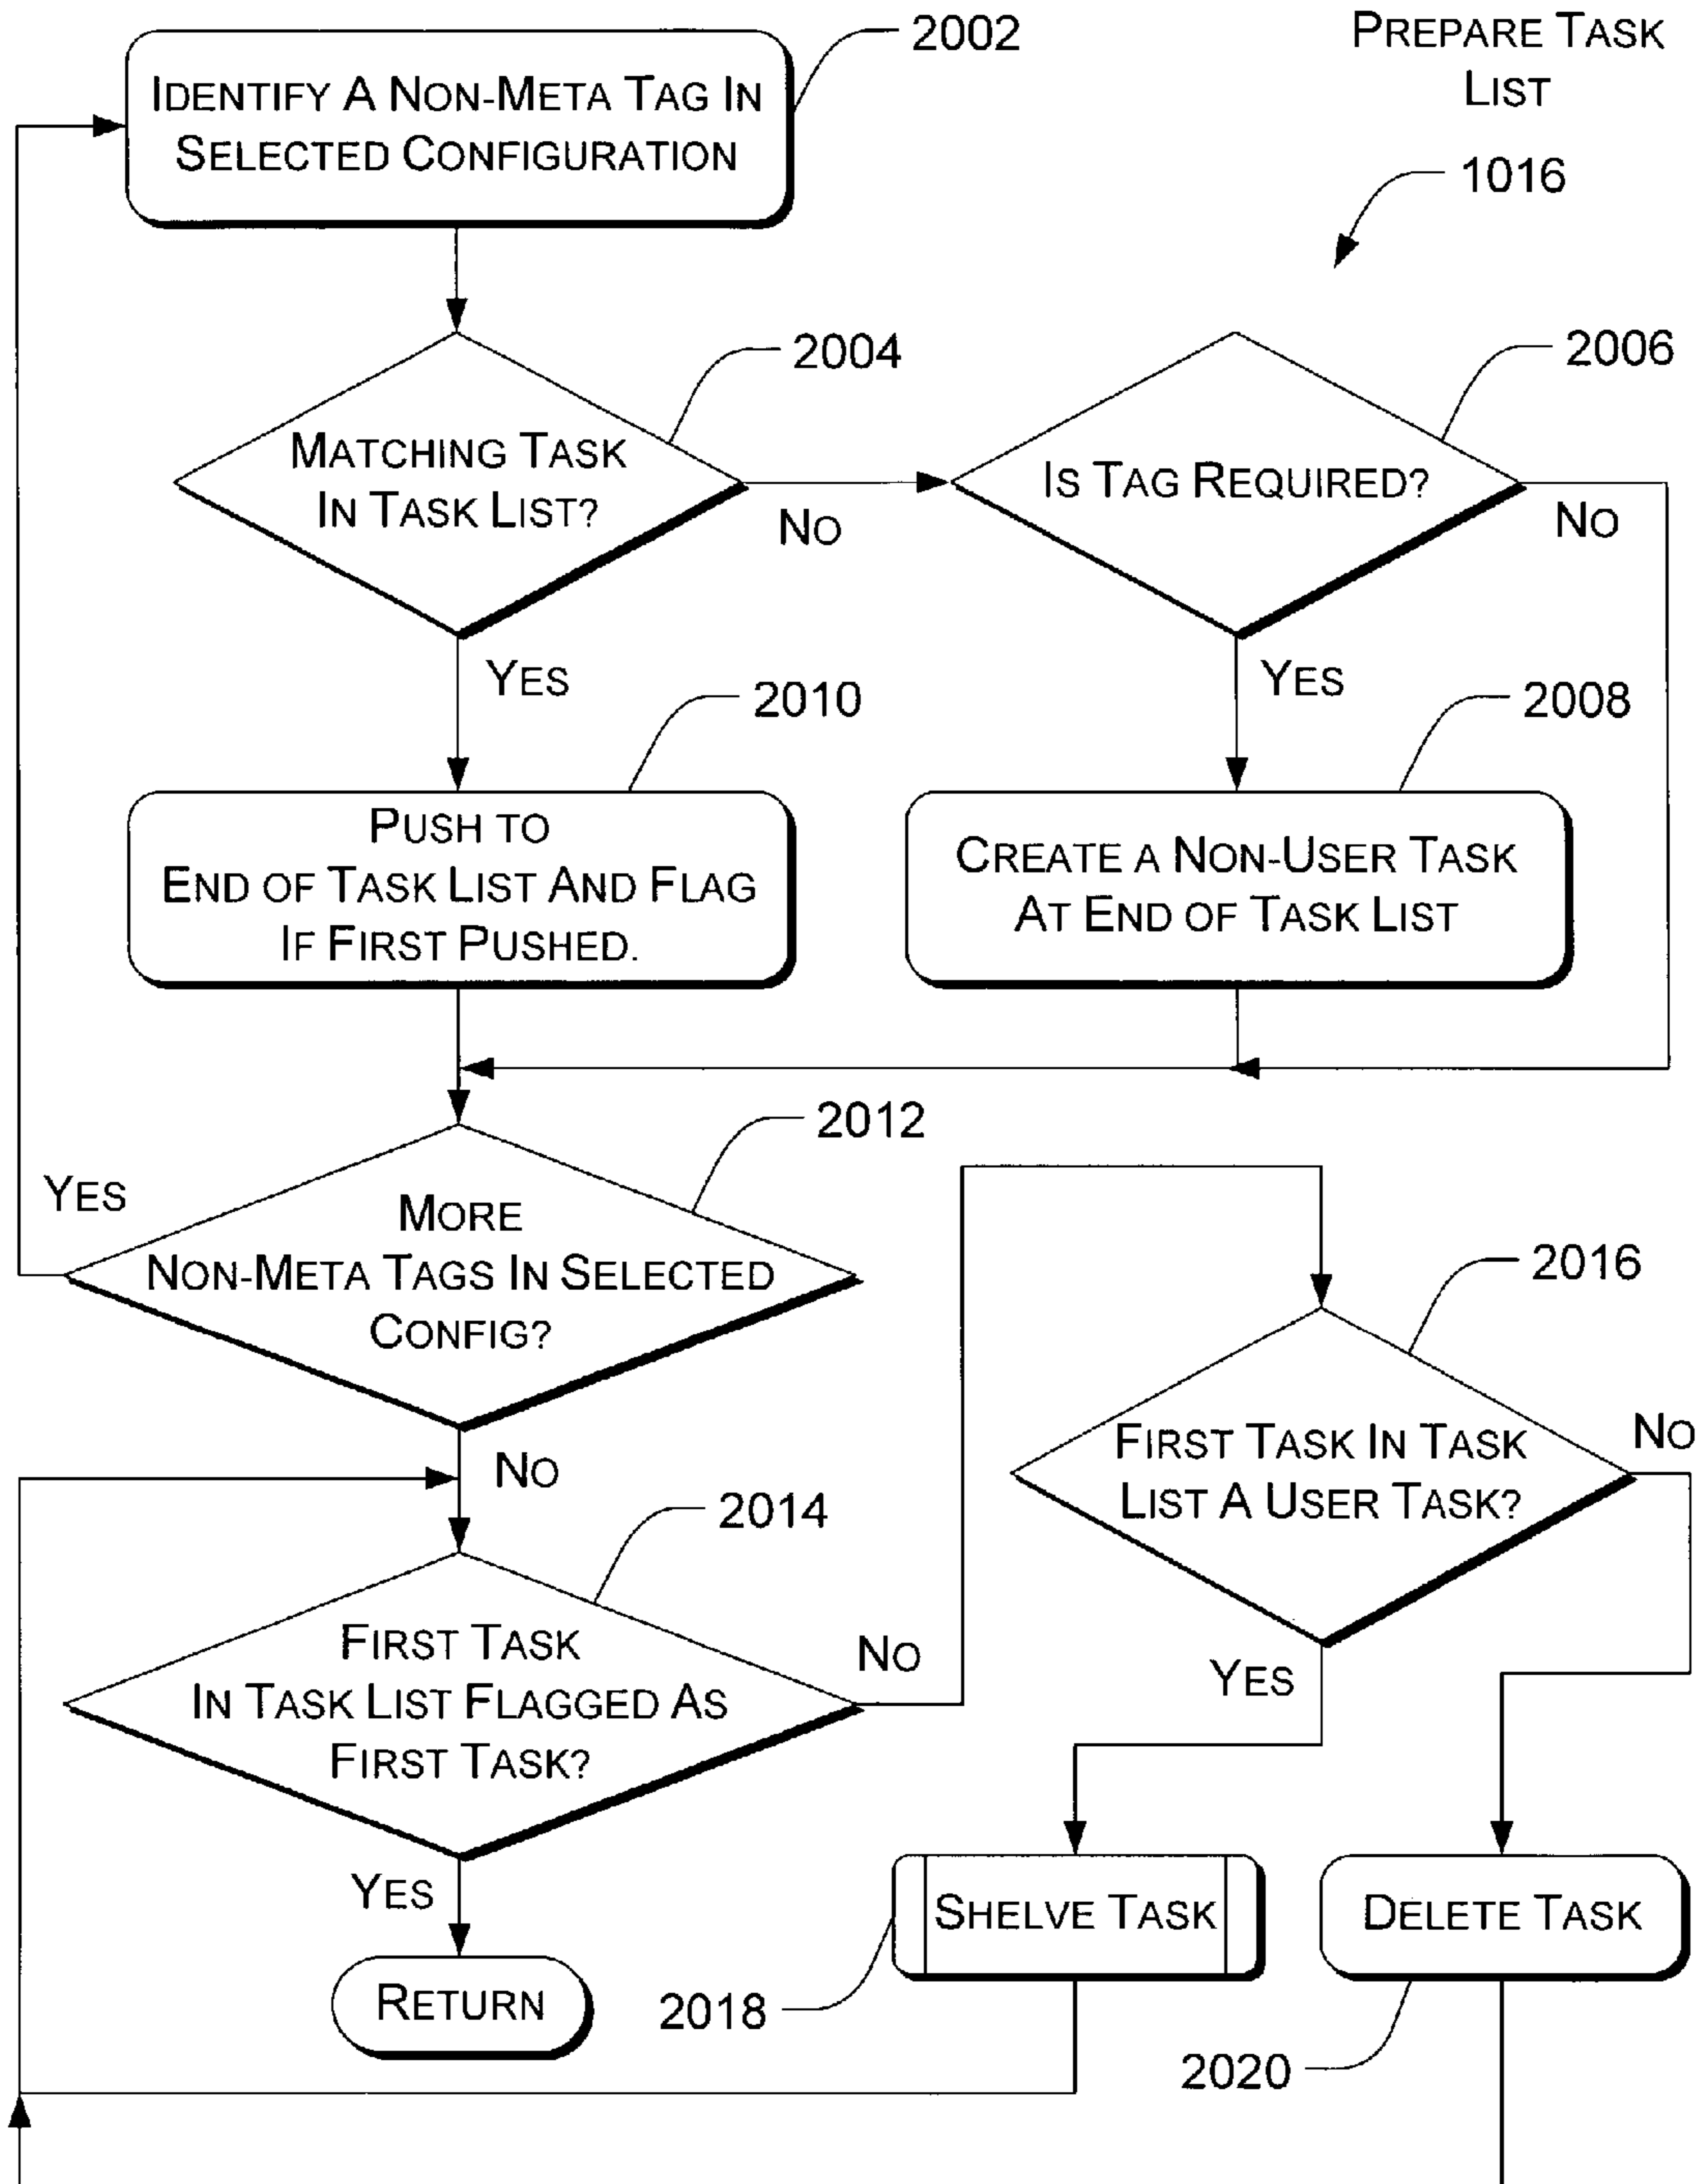 2002
PREPARE TASK
LIST
1016
IDENTIFY A NON-META TAG IN
SELECTED CONFIGURATION
2004
MATCHING TASK
IN TASK LIST?
NO
2006
IS TAG REQUIRED?
NO
YES
2010
PUSH TO
END OF TASK LIST AND FLAG
IF FIRST PUSHED.
YES
2008
CREATE A NON-USER TASK
AT END OF TASK LIST
2012
YES
MORE
NON-META TAGS IN SELECTED
CONFIG?
NO
2014
FIRST TASK
IN TASK LIST FLAGGED AS
FIRST TASK?
NO
YES
RETURN
2016
FIRST TASK IN TASK
LIST A USER TASK?
NO
YES
SHELVE TASK
2018
DELETE TASK
2020